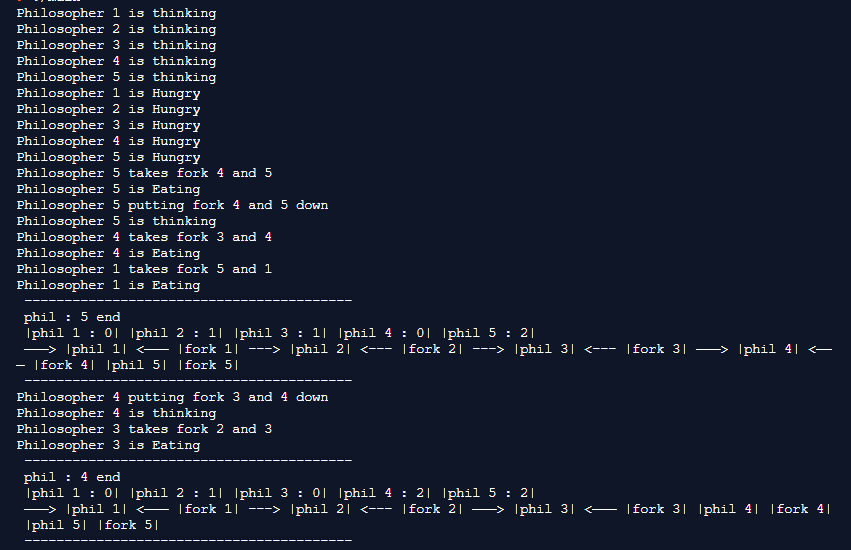 Philosopher 1 is thinking
Philosopher 2 is thinking
Philosopher 3 is thinking
Philosopher 4 is thinking
Philosopher 5 is thinking
Philosopher 1 is Hungry
Philosopher 2 is Hungry
Philosopher 3 is Hungry
Philosopher 4 is Hungry
Philosopher 5 is Hungry
Philosopher 5 takes fork 4 and 5
Philosopher 5 is Eating
Philosopher 5 putting fork 4 and 5 down
Philosopher 5 is thinking
Philosopher 4 takes fork 3 and 4
Philosopher 4 is Eating
Philosopher 1 takes fork 5 and 1
Philosopher 1 is Eating
-----------------------------------------
phil : 5 end
|phil 1 : 0| |phil 2 : 1| |phil 3 : 1| |phil 4 : 0| |phil 5 : 2|
———> |phil 1| <——— |fork 1| ---> |phil 2| <--- |fork 2| ---> |phil 3| <--- |fork 3| ———> |phil 4| <——
— |fork 4| |phil 5| |fork 5|
-----------------------------------------
Philosopher 4 putting fork 3 and 4 down
Philosopher 4 is thinking
Philosopher 3 takes fork 2 and 3
Philosopher 3 is Eating
-----------------------------------------
phil : 4 end
|phil 1 : 0| |phil 2 : 1| |phil 3 : 0| |phil 4 : 2| |phil 5 : 2|
———> |phil 1| <——— |fork 1| ---> |phil 2| <--- |fork 2| ———> |phil 3| <——— |fork 3| |phil 4| |fork 4|
|phil 5| |fork 5|
-----------------------------------------